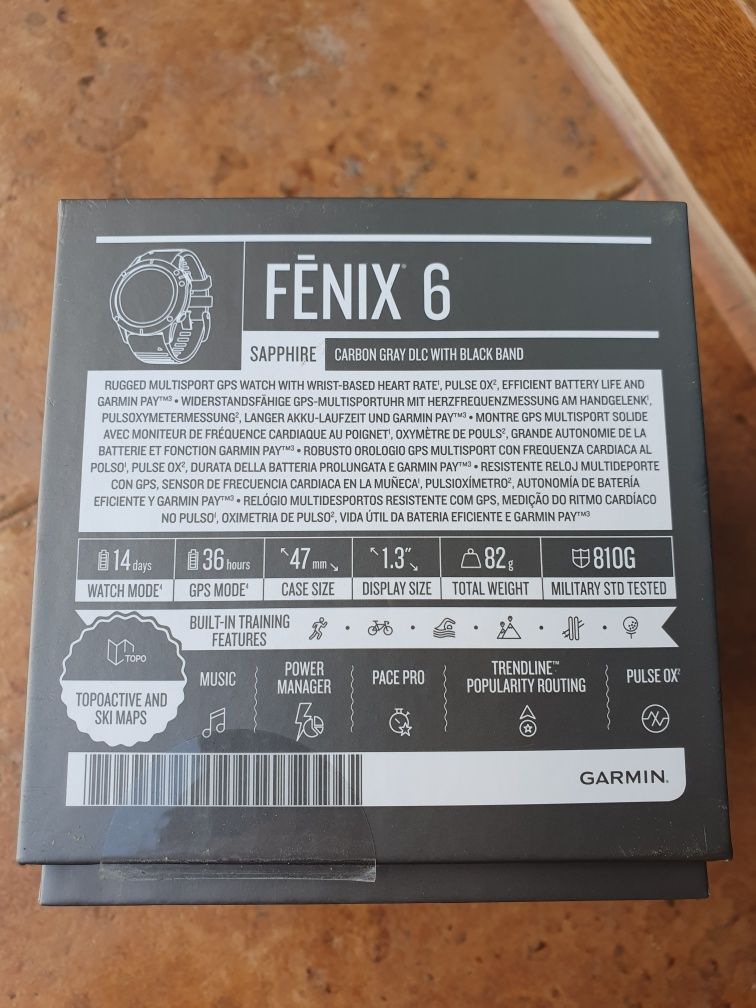 FĒNIX® 6
SAPPHIRE CARBON GRAY DLC WITH BLACK BAND
RUGGED MULTISPORT GPS WATCH WITH WRIST-BASED HEART RATE¹, PULSE OX², EFFICIENT BATTERY LIFE AND
GARMIN PAY™³ • WIDERSTANDSFÄHIGE GPS-MULTISPORTUHR MIT HERZFREQUENZMESSUNG AM HANDGELENK¹,
PULSOXYMETERMESSUNG², LANGER AKKU-LAUFZEIT UND GARMIN PAY™³ • MONTRE GPS MULTISPORT SOLIDE
AVEC MONITEUR DE FRÉQUENCE CARDIAQUE AU POIGNET¹, OXYMÈTRE DE POULS², GRANDE AUTONOMIE DE LA
BATTERIE ET FONCTION GARMIN PAY™³ • ROBUSTO OROLOGIO GPS MULTISPORT CON FREQUENZA CARDIACA AL
POLSO¹, PULSE OX², DURATA DELLA BATTERIA PROLUNGATA E GARMIN PAY™³ • RESISTENTE RELOJ MULTIDEPORTE
CON GPS, SENSOR DE FRECUENCIA CARDIACA EN LA MUÑECA¹, PULSIOXÍMETRO², AUTONOMÍA DE BATERÍA
EFICIENTE Y GARMIN PAY™³ • RELÓGIO MULTIDESPORTOS RESISTENTE COM GPS, MEDIÇÃO DO RITMO CARDÍACO
NO PULSO¹, OXIMETRIA DE PULSO², VIDA ÚTIL DA BATERIA EFICIENTE E GARMIN PAY™³
14 days 36 hours 47 mm 1.3″ 82 g 810G
WATCH MODE⁴ GPS MODE⁴ CASE SIZE DISPLAY SIZE TOTAL WEIGHT MILITARY STD TESTED
BUILT-IN TRAINING
FEATURES
TOPO
TOPOACTIVE AND
SKI MAPS
MUSIC
POWER
MANAGER
PACE PRO
TRENDLINE™
POPULARITY ROUTING
PULSE OX²
GARMIN®